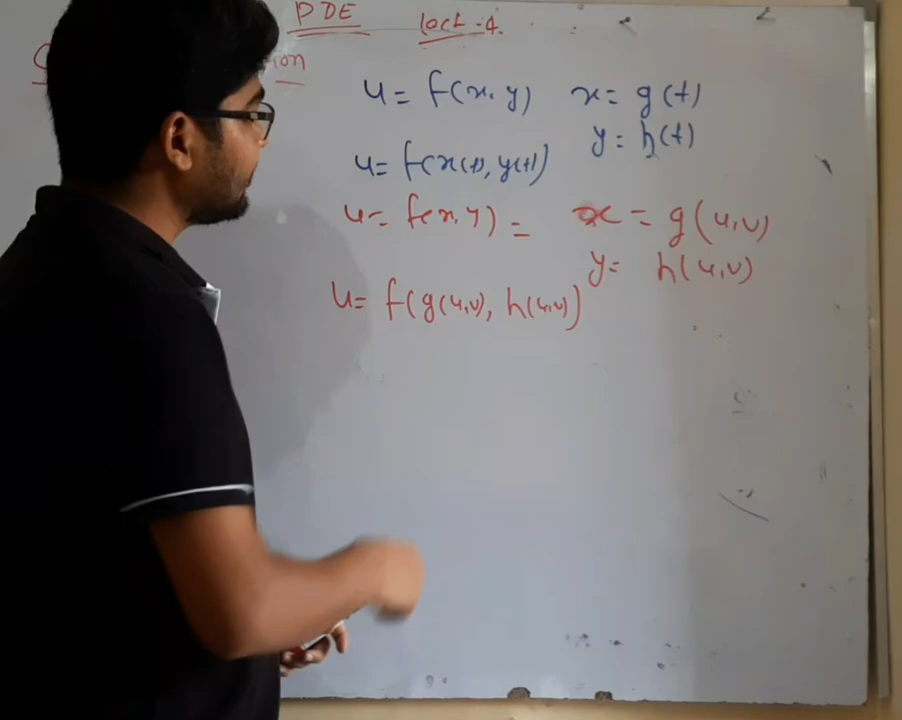 PDE Lect-4.
u = f(x, y) x = g(t)
y = h(t)
u = f(x(t), y(t))
u = f(x, y) = x = g(u,v)
y = h(u,v)
u = f(g(u,v), h(u,v))